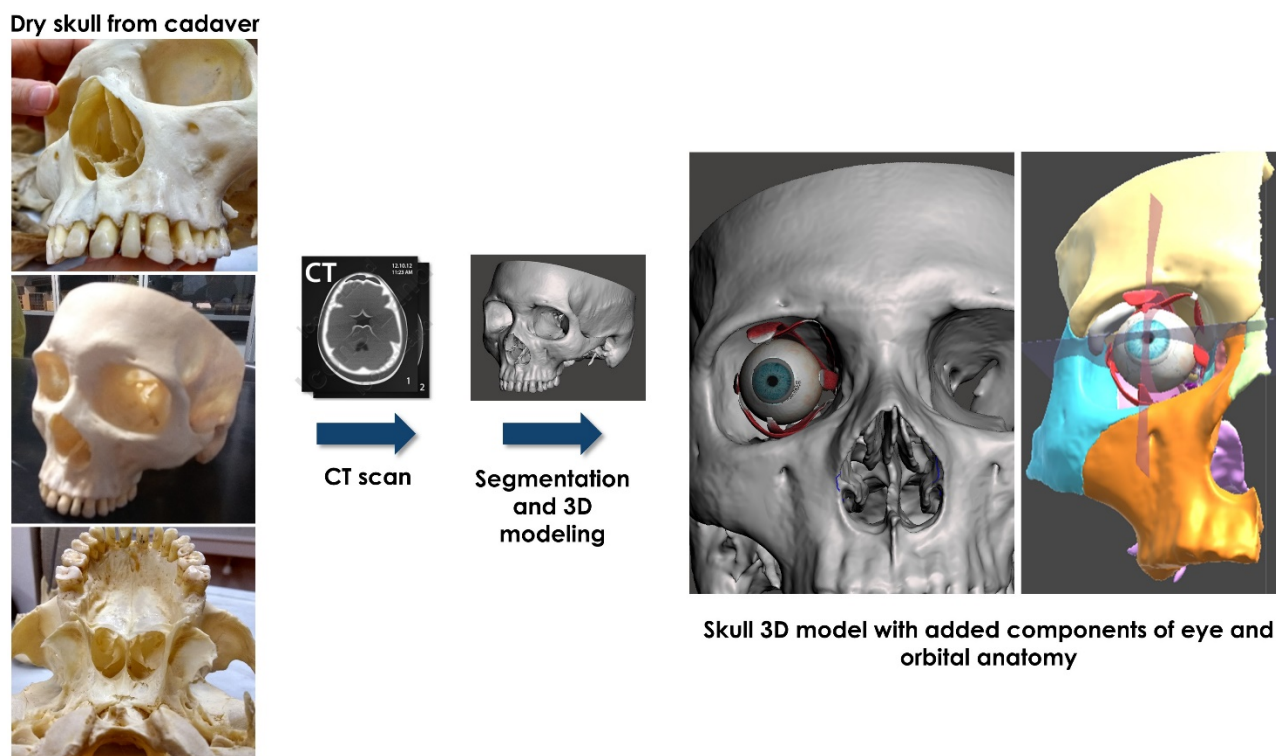 Dry skull from cadaver
CT
12.10.12
11:23 AM
1
2
CT scan
Segmentation
and 3D
modeling
Skull 3D model with added components of eye and
orbital anatomy